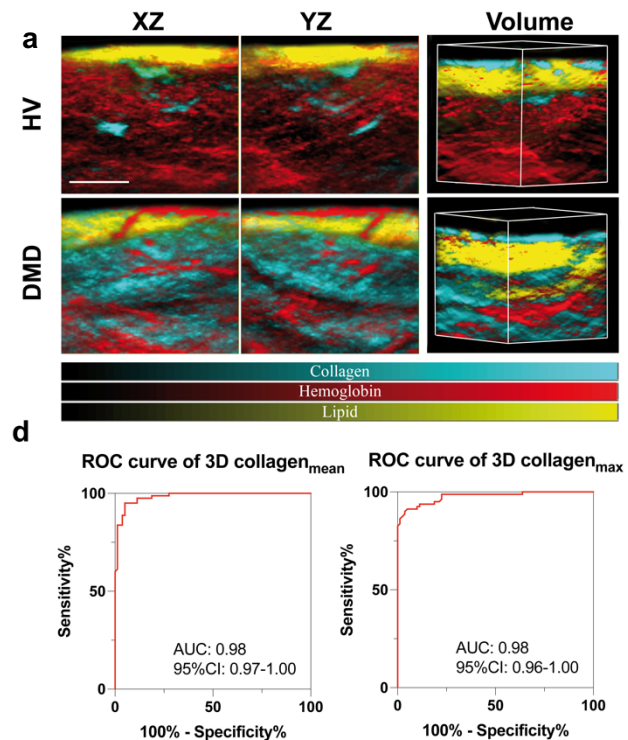 a
XZ
YZ
Volume
HV
DMD
Collagen
Hemoglobin
Lipid
d
ROC curve of 3D collagenmean
100
50
0
Sensitivity%
AUC: 0.98
95%CI: 0.97-1.00
0
50
100
100% - Specificity%
ROC curve of 3D collagenmax
100
50
0
Sensitivity%
AUC: 0.98
95%CI: 0.96-1.00
0
50
100
100% - Specificity%